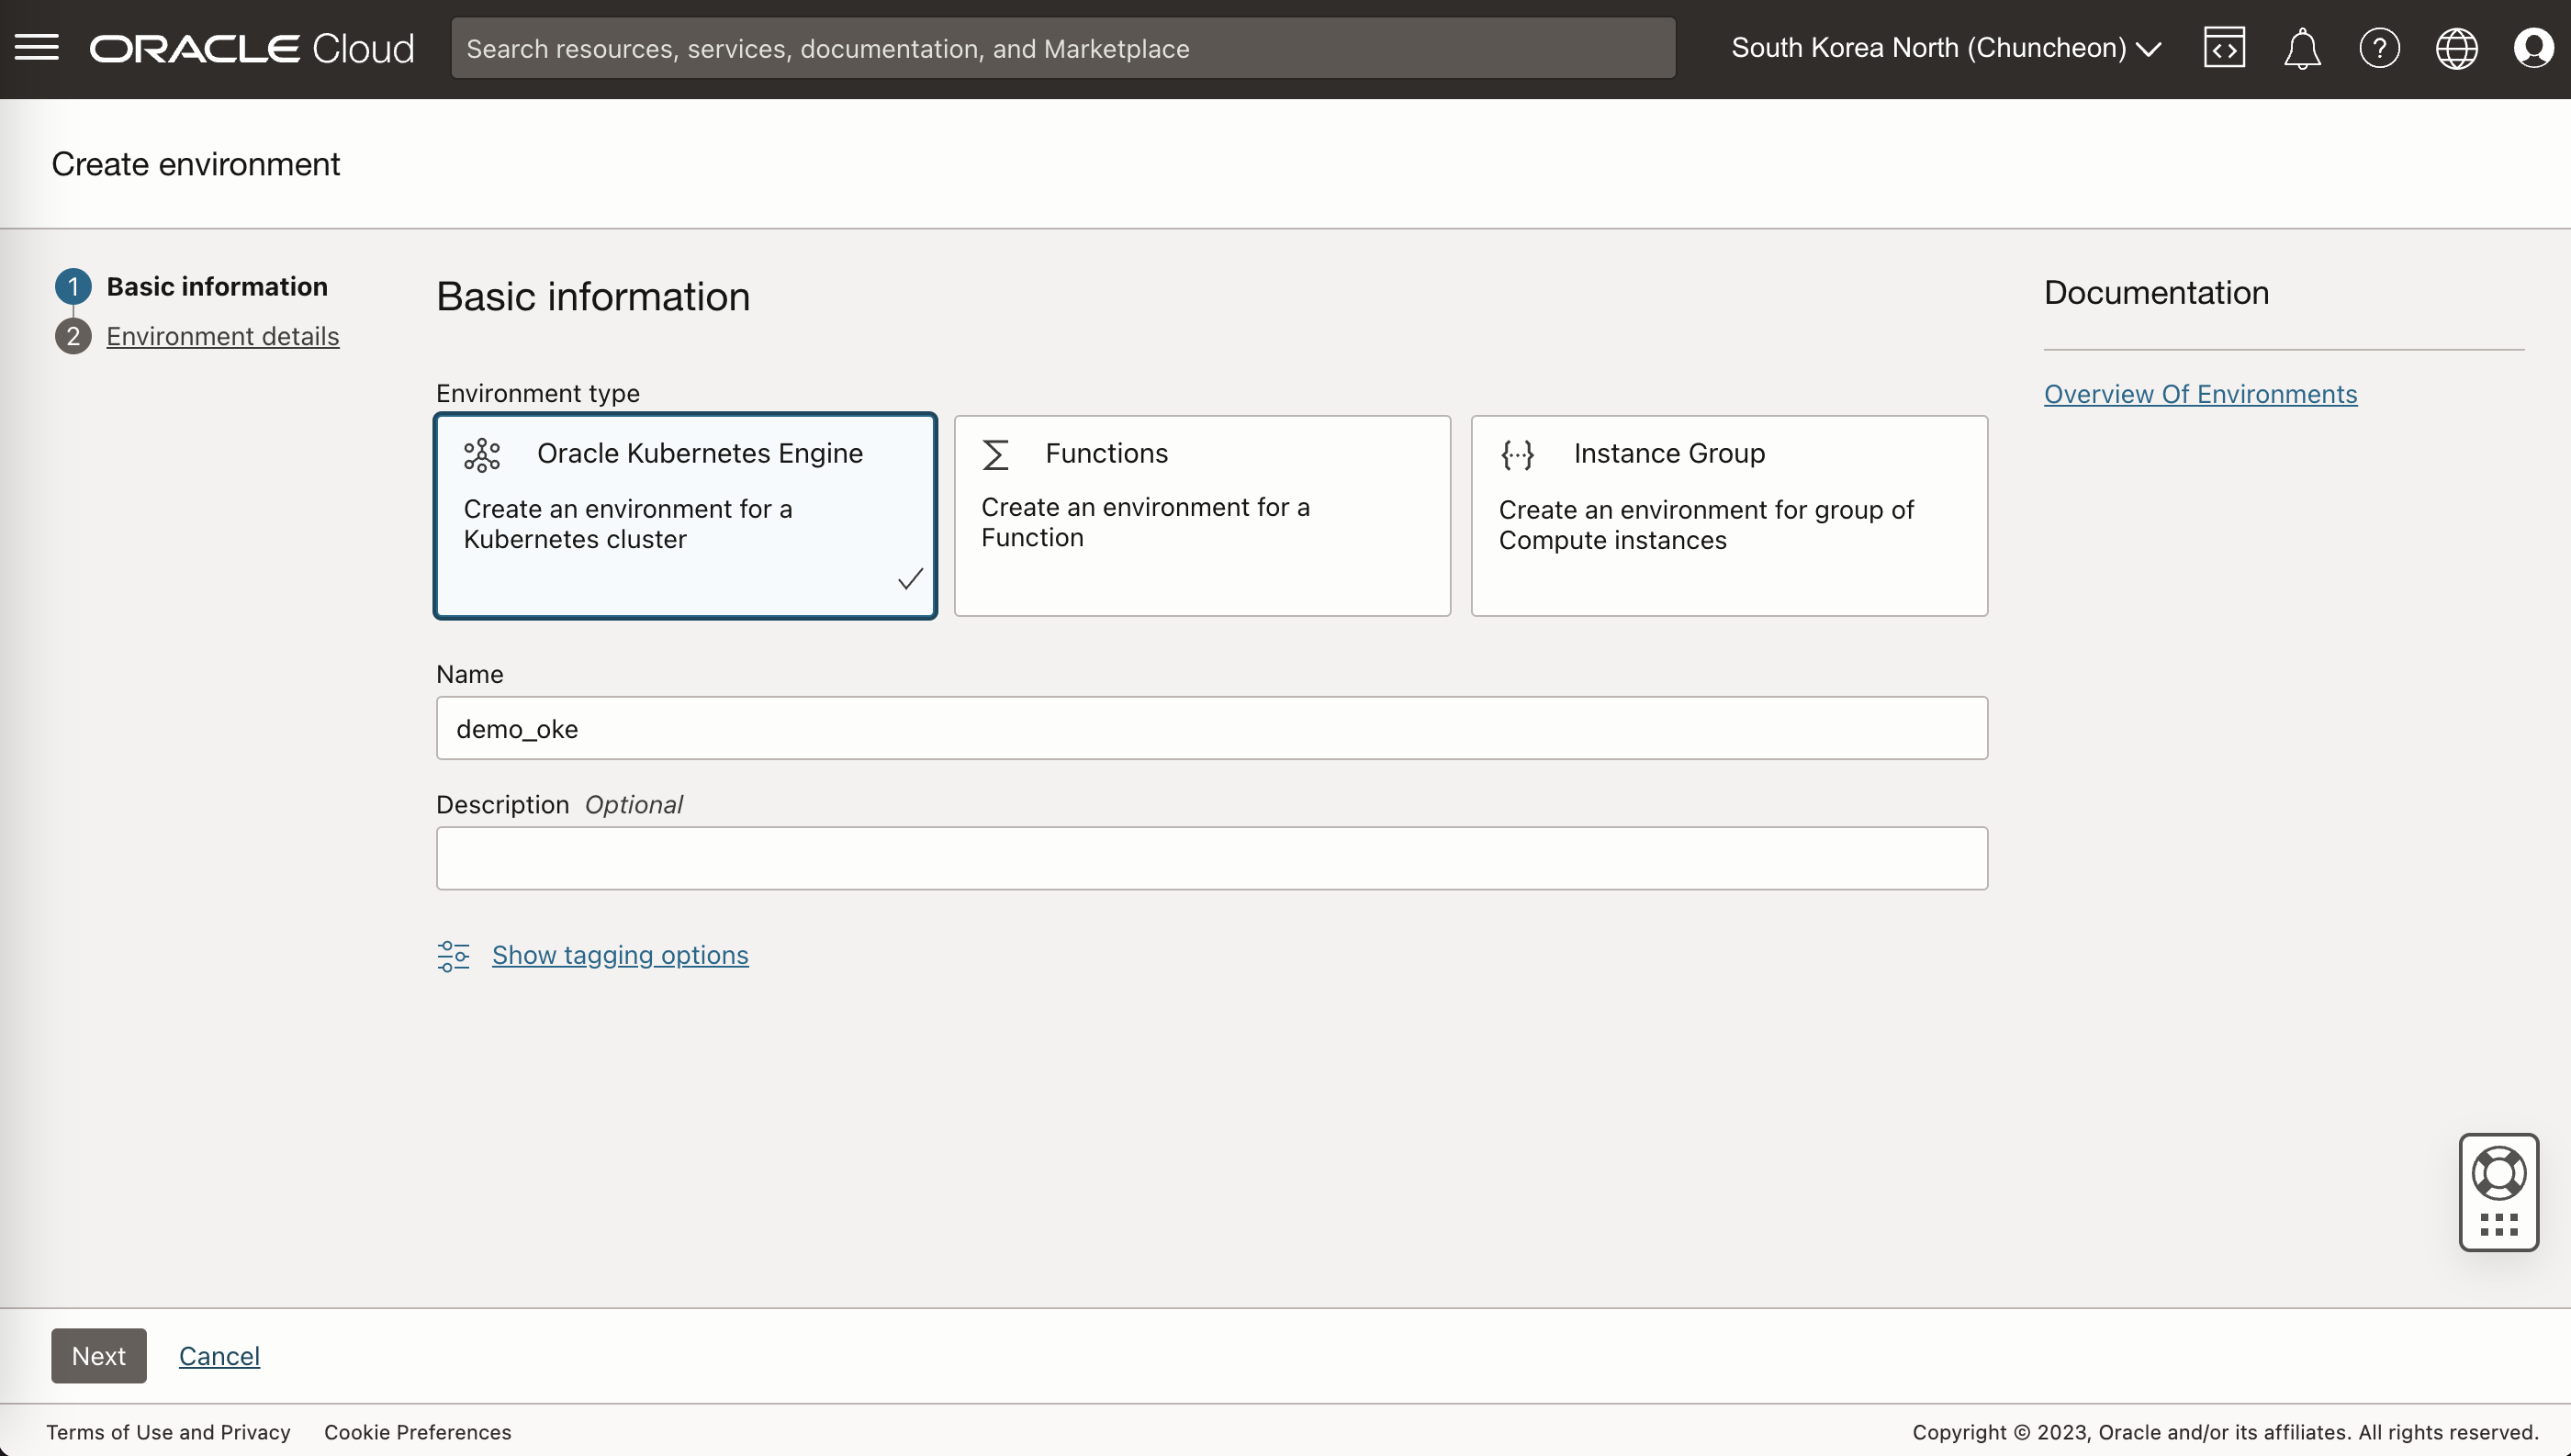 ORACLE Cloud
Search resources, services, documentation, and Marketplace
South Korea North (Chuncheon)
Create environment
1 Basic information
2 Environment details
Basic information
Environment type
Oracle Kubernetes Engine
Create an environment for a
Kubernetes cluster
Functions
Create an environment for a
Function
Instance Group
Create an environment for group of
Compute instances
Name
demo_oke
Description Optional
Show tagging options
Documentation
Overview Of Environments
Next Cancel
Terms of Use and Privacy Cookie Preferences
Copyright © 2023, Oracle and/or its affiliates. All rights reserved.